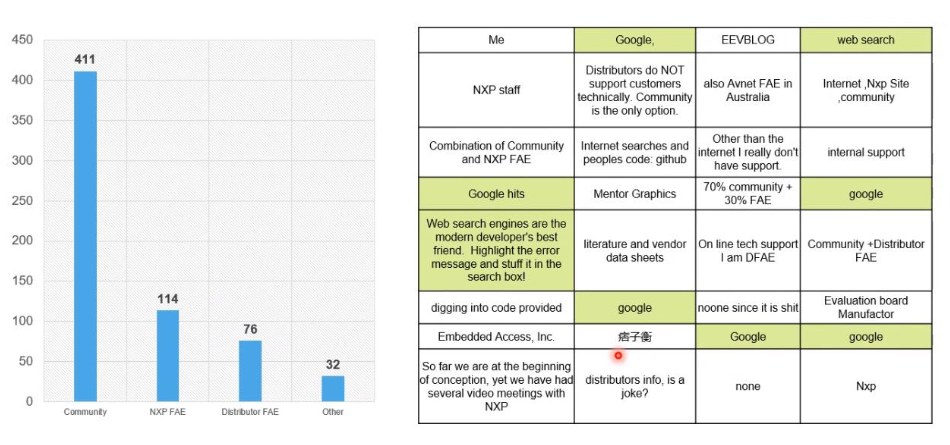 450
400
350
300
250
200
150
100
50
0
411
114
76
32
Community
NXP FAE
Distributor FAE
Other
Me
Google,
EEVBLOG
web search
NXP staff
Distributors do NOT
support customers
technically. Community
is the only option.
also Avnet FAE in
Australia
Internet ,Nxp Site
,community
Combination of Community
and NXP FAE
Internet searches and
peoples code: github
Other than the
internet I really don't
have support.
internal support
Google hits
Mentor Graphics
70% community +
30% FAE
google
Web search engines are the
modern developer's best
friend. Highlight the error
message and stuff it in the
search box!
literature and vendor
data sheets
On line tech support
I am DFAE
Community +Distributor
FAE
digging into code provided
google
noone since it is shit
Evaluation board
Manufactor
Embedded Access, Inc.
痞子衡
Google
google
So far we are at the beginning
of conception, yet we have had
several video meetings with
NXP
distributors info, is a
joke?
none
Nxp